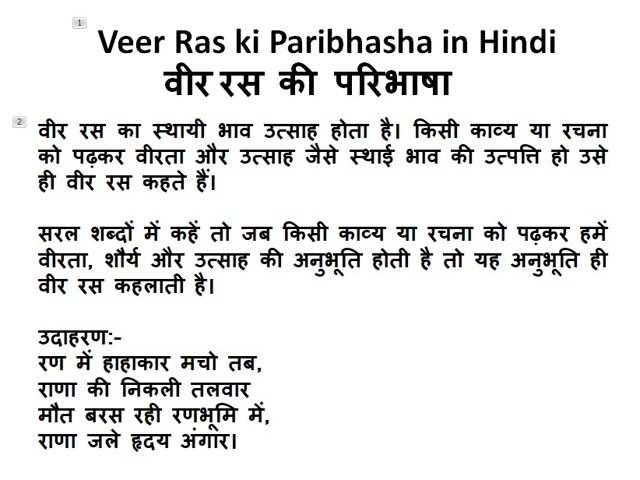 1
Veer Ras ki Paribhasha in Hindi
वीर रस की परिभाषा
2
वीर रस का स्थायी भाव उत्साह होता है। किसी काव्य या रचना
को पढ़कर वीरता और उत्साह जैसे स्थाई भाव की उत्पत्ति हो उसे
ही वीर रस कहते हैं।
सरल शब्दों में कहें तो जब किसी काव्य या रचना को पढ़कर हमें
वीरता, शौर्य और उत्साह की अनुभूति होती है तो यह अनुभूति ही
वीर रस कहलाती है।
उदाहरण:-
रण में हाहाकार मचो तब,
राणा की निकली तलवार
मौत बरस रही रणभूमि में,
राणा जले हृदय अंगार।